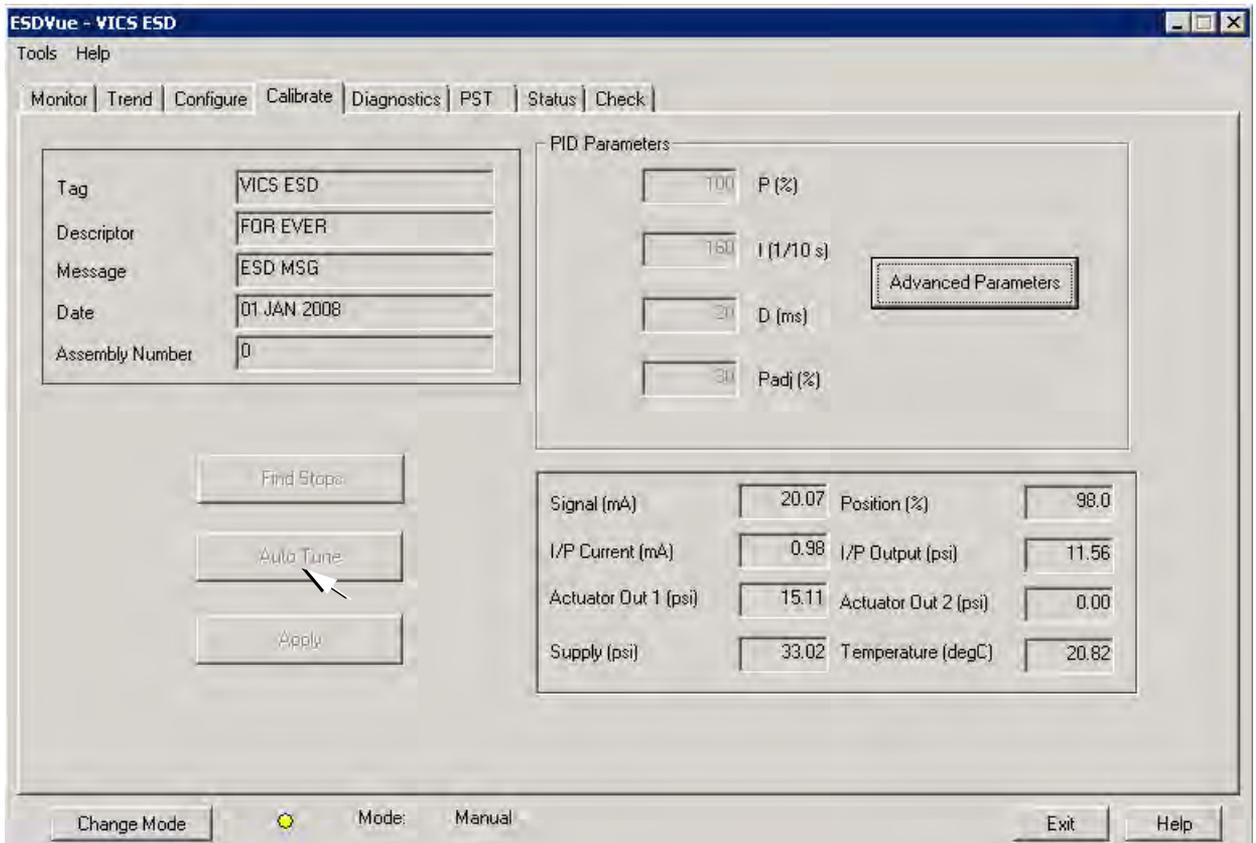 ESDVue - VICS ESD
Tools Help
Monitor Trend Configure Calibrate Diagnostics PST Status Check
Tag VICS ESD
Descriptor FOR EVER
Message ESD MSG
Date 01 JAN 2008
Assembly Number 0
PID Parameters
100 P (%)
160 I (1/10 s)
20 D (ms)
30 Padj (%)
Advanced Parameters
Find Stops
Auto Tune
Apply
Signal (mA) 20.07 Position (%) 98.0
I/P Current (mA) 0.98 I/P Output (psi) 11.56
Actuator Out 1 (psi) 15.11 Actuator Out 2 (psi) 0.00
Supply (psi) 33.02 Temperature (degC) 20.82
Change Mode Mode: Manual Exit Help